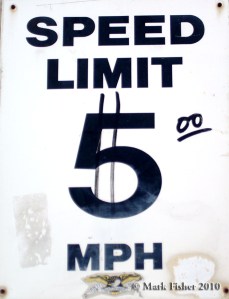 SPEED
LIMIT
$5 00
MPH
© Mark Fisher 2010